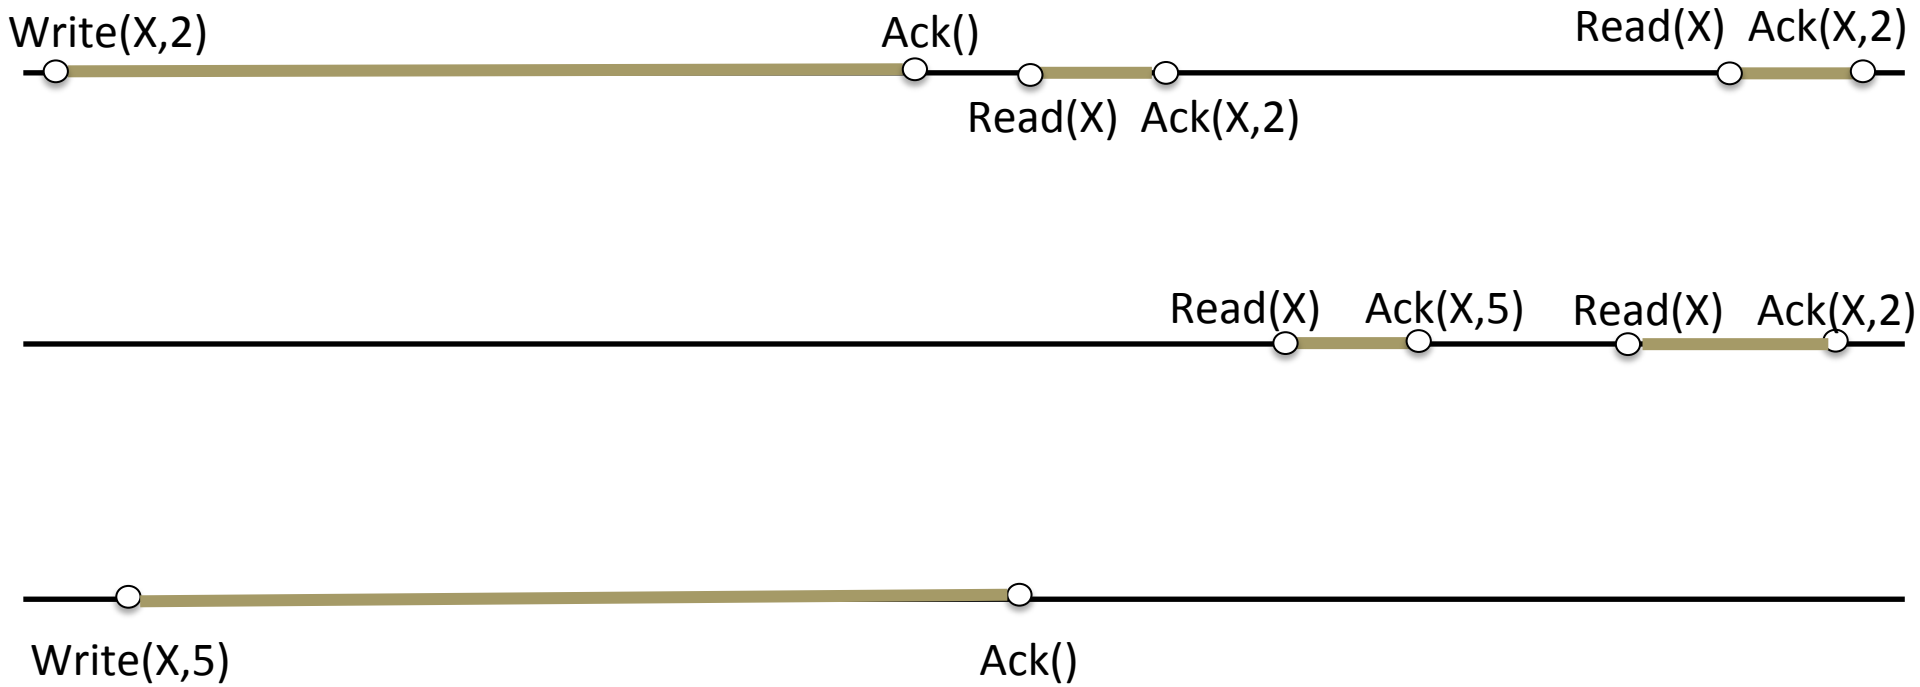 Write(X,2) Ack() Read(X) Ack(X,2)
Read(X) Ack(X,2)
Read(X) Ack(X,5) Read(X) Ack(X,2)
Write(X,5) Ack()